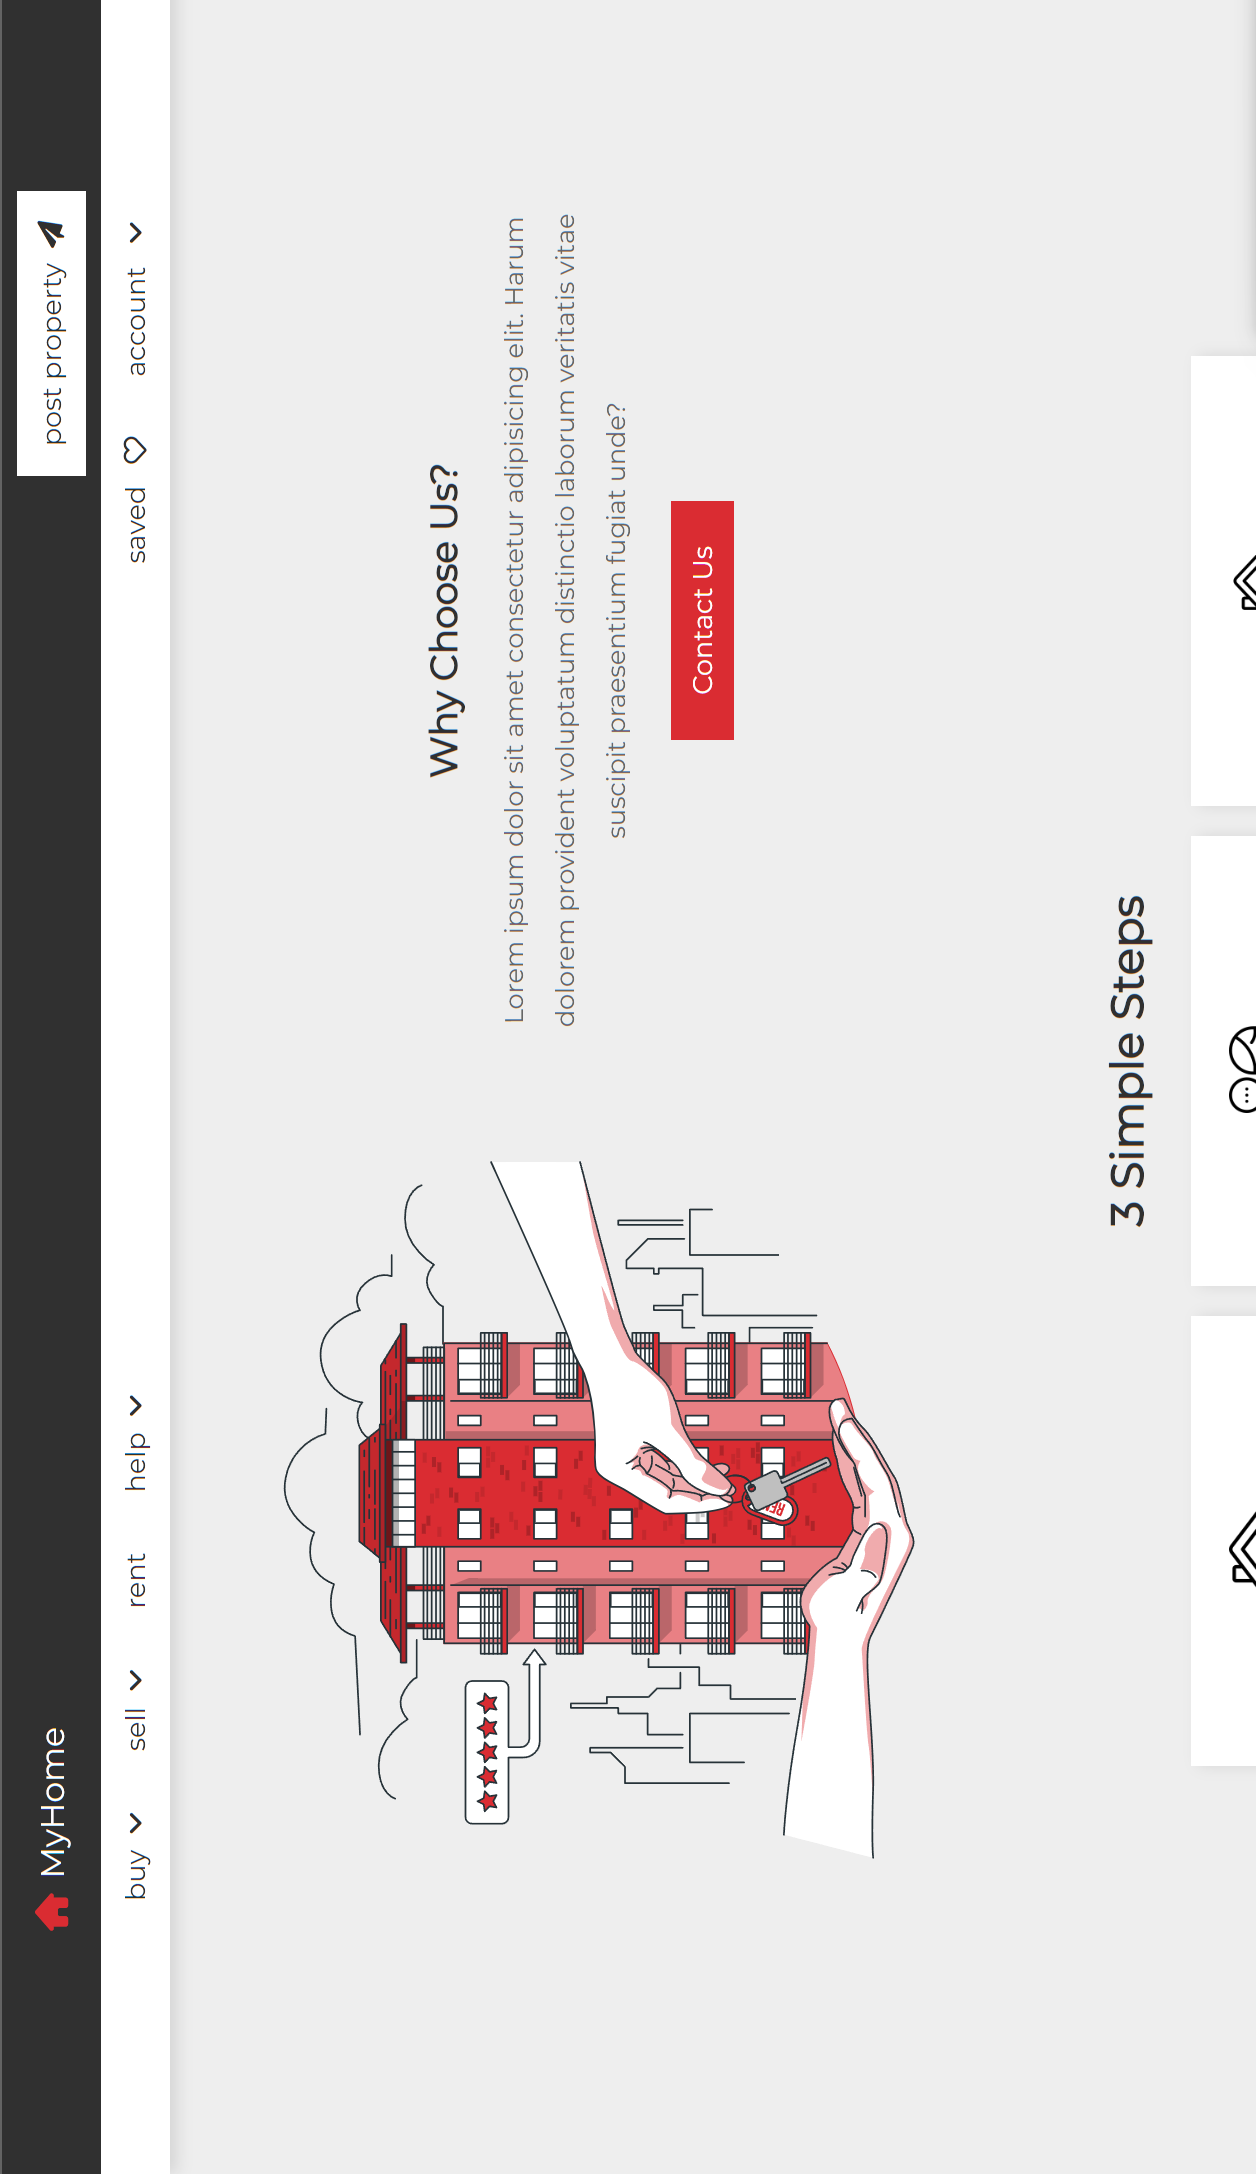 MyHome
post property
buy
sell
rent
help
saved
account
Why Choose Us?
Lorem ipsum dolor sit amet consectetur adipisicing elit. Harum
dolorem provident voluptatum distinctio laborum veritatis vitae
suscipit praesentium fugiat unde?
Contact Us
3 Simple Steps